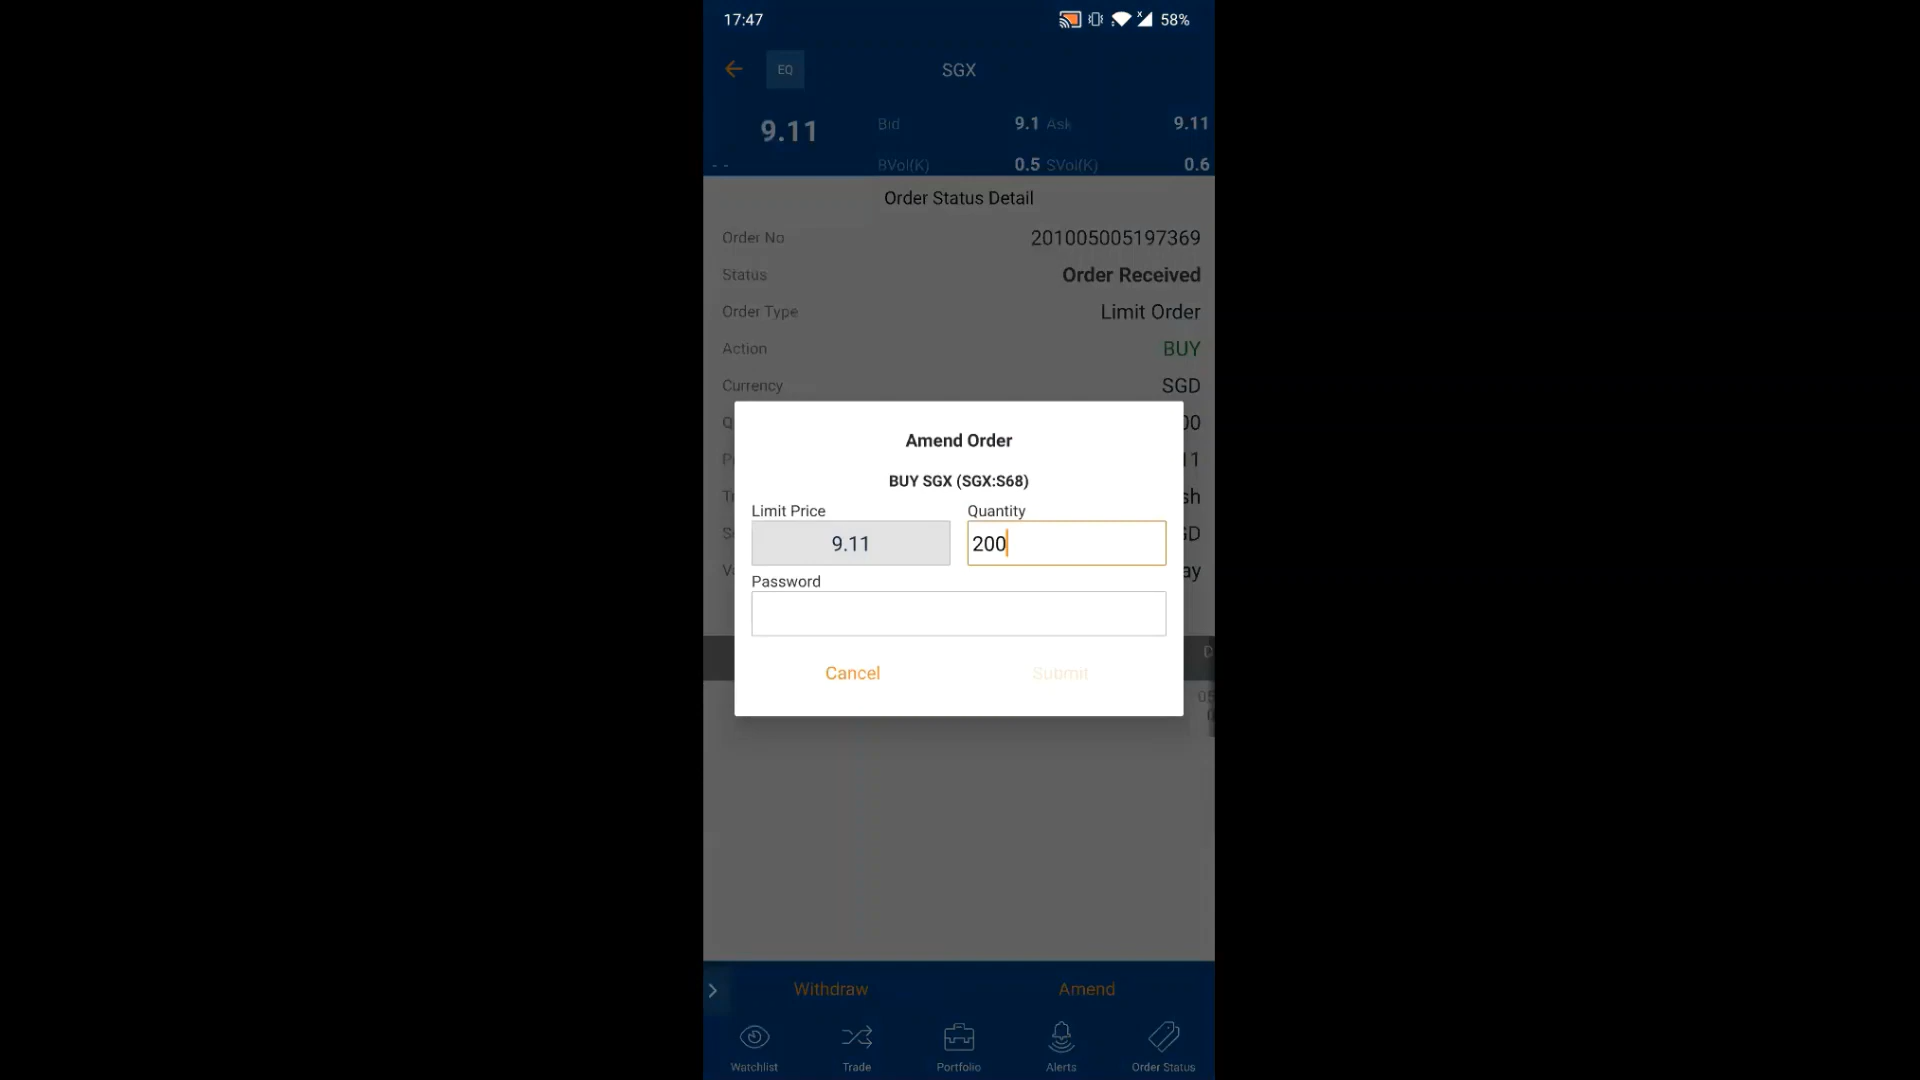 17:47 58%
EQ SGX
9.11 Bid 9.1 Ask 9.11
- - BVol(K) 0.5 SVol(K) 0.6
Order Status Detail
Order No 201005005197369
Status Order Received
Order Type Limit Order
Action BUY
Currency SGD
Amend Order
BUY SGX (SGX:S68)
Limit Price Quantity
9.11 200
Password
Cancel Submit
Withdraw Amend
Watchlist Trade Portfolio Alerts Order Status